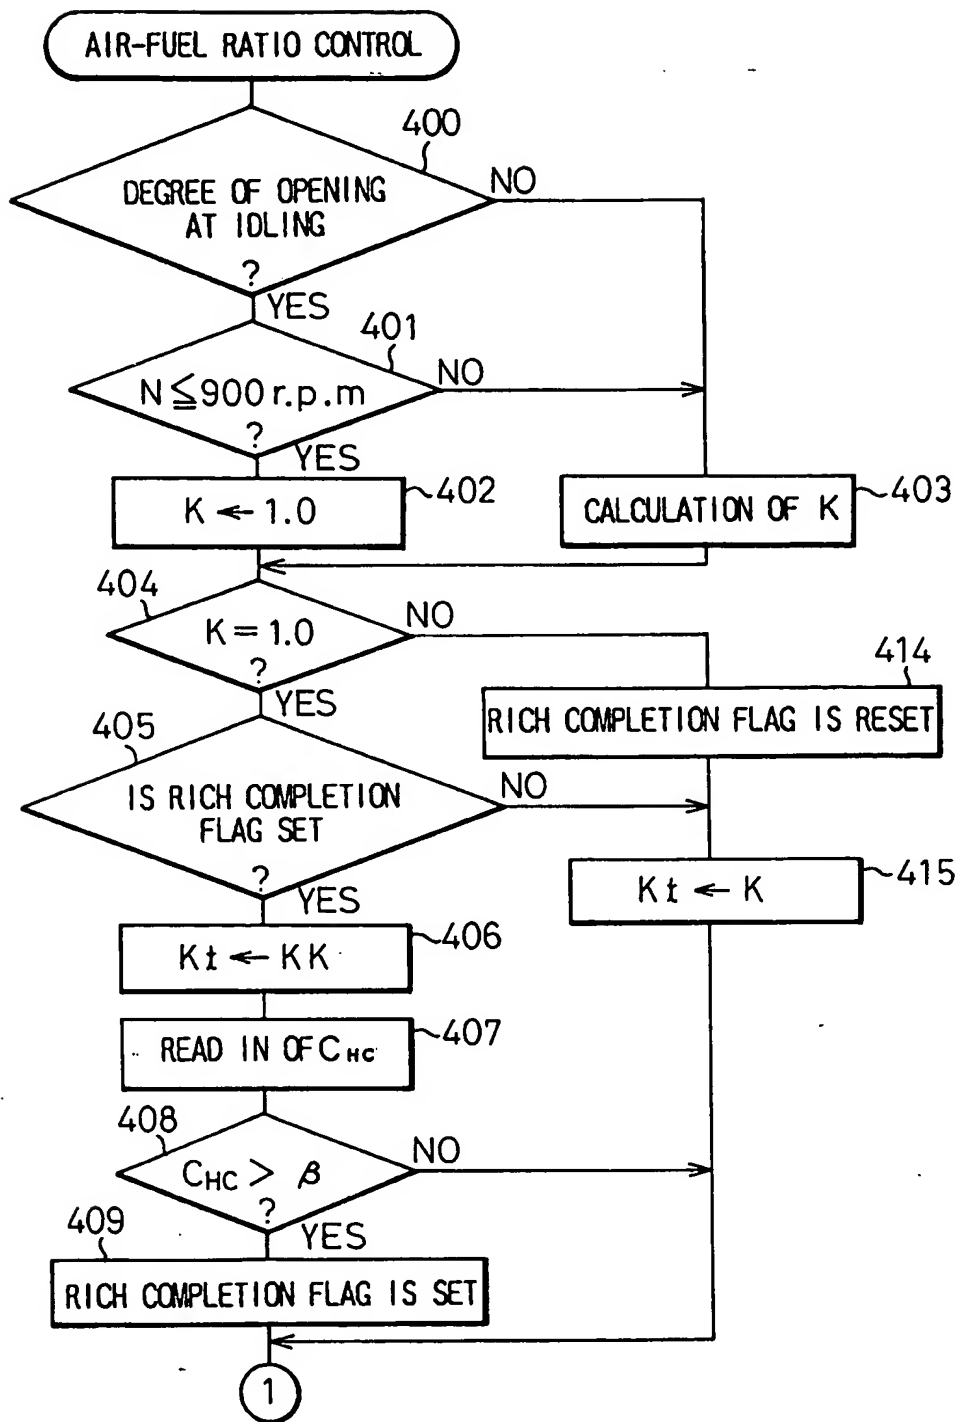 AIR-FUEL RATIO CONTROL
400
DEGREE OF OPENING
AT IDLING
?
NO
YES
401
N≦900 r.p.m
?
NO
YES
K ← 1.0
402
CALCULATION OF K
403
404
K = 1.0
?
NO
YES
414
RICH COMPLETION FLAG IS RESET
405
IS RICH COMPLETION
FLAG SET
?
NO
YES
Kt ← K
415
Kt ← KK
406
READ IN OF CHC
407
408
CHC > β
?
NO
YES
409
RICH COMPLETION FLAG IS SET
1